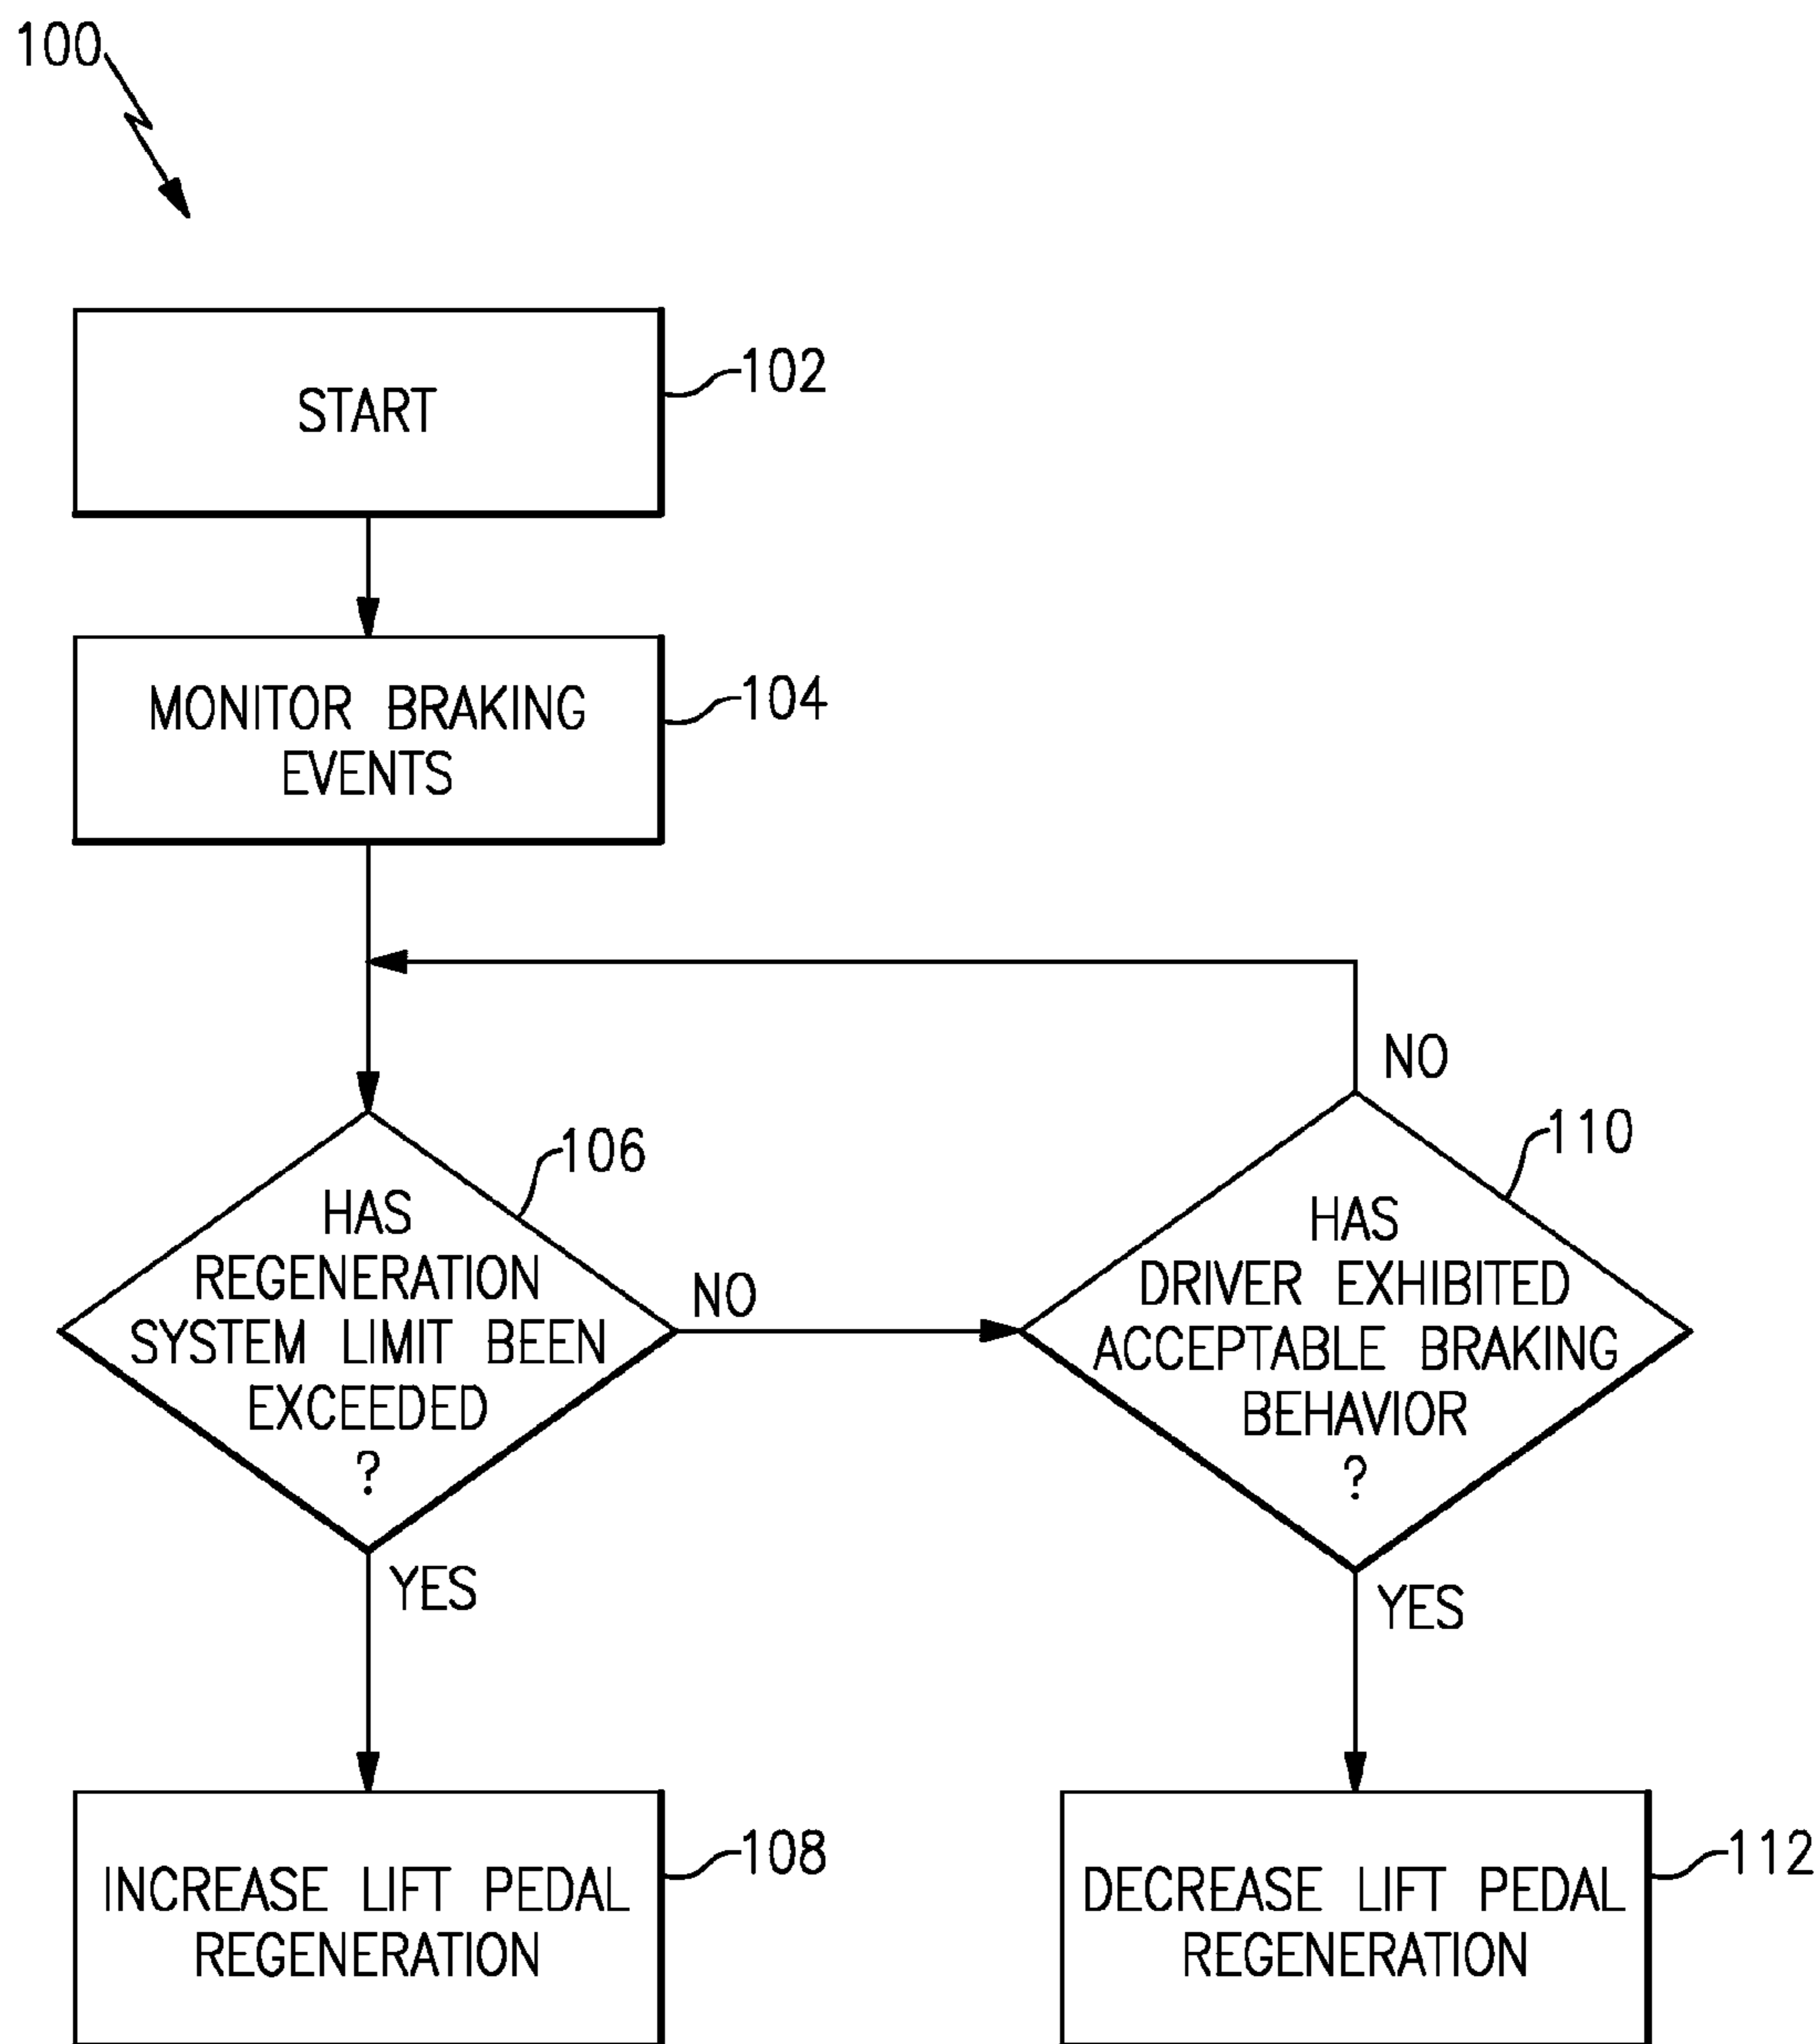 100
START
102
MONITOR BRAKING
EVENTS
104
HAS
REGENERATION
SYSTEM LIMIT BEEN
EXCEEDED
?
106
NO
YES
HAS
DRIVER EXHIBITED
ACCEPTABLE BRAKING
BEHAVIOR
?
110
NO
YES
INCREASE LIFT PEDAL
REGENERATION
108
DECREASE LIFT PEDAL
REGENERATION
112